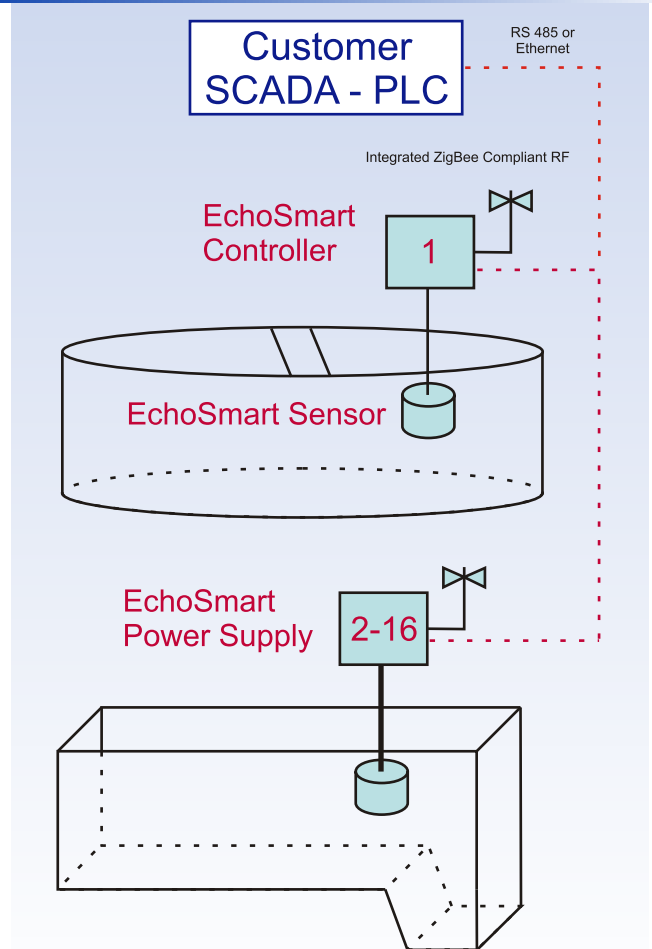 Customer
SCADA - PLC
RS 485 or
Ethernet
Integrated ZigBee Compliant RF
EchoSmart
Controller
1
EchoSmart Sensor
EchoSmart
Power Supply
2-16